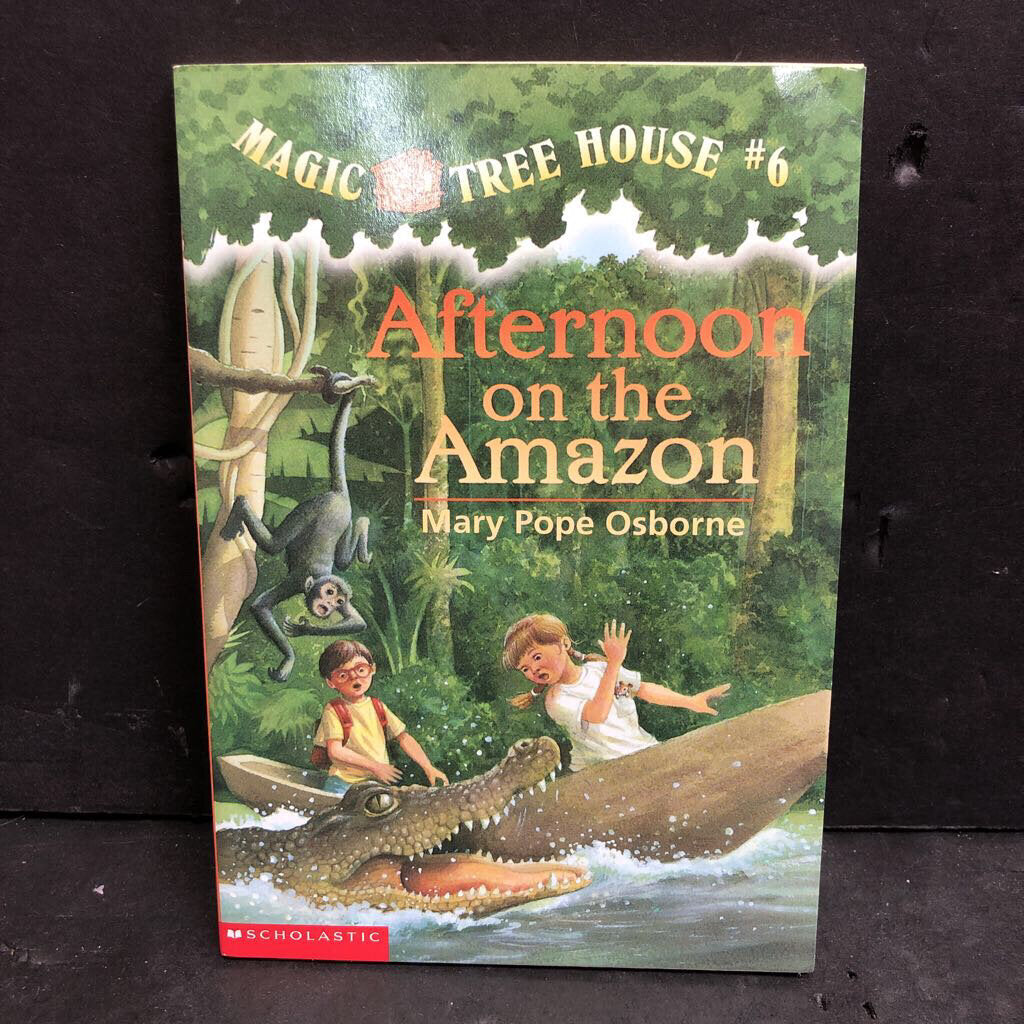 MAGIC TREE HOUSE #6
Afternoon
on the
Amazon
Mary Pope Osborne
SCHOLASTIC